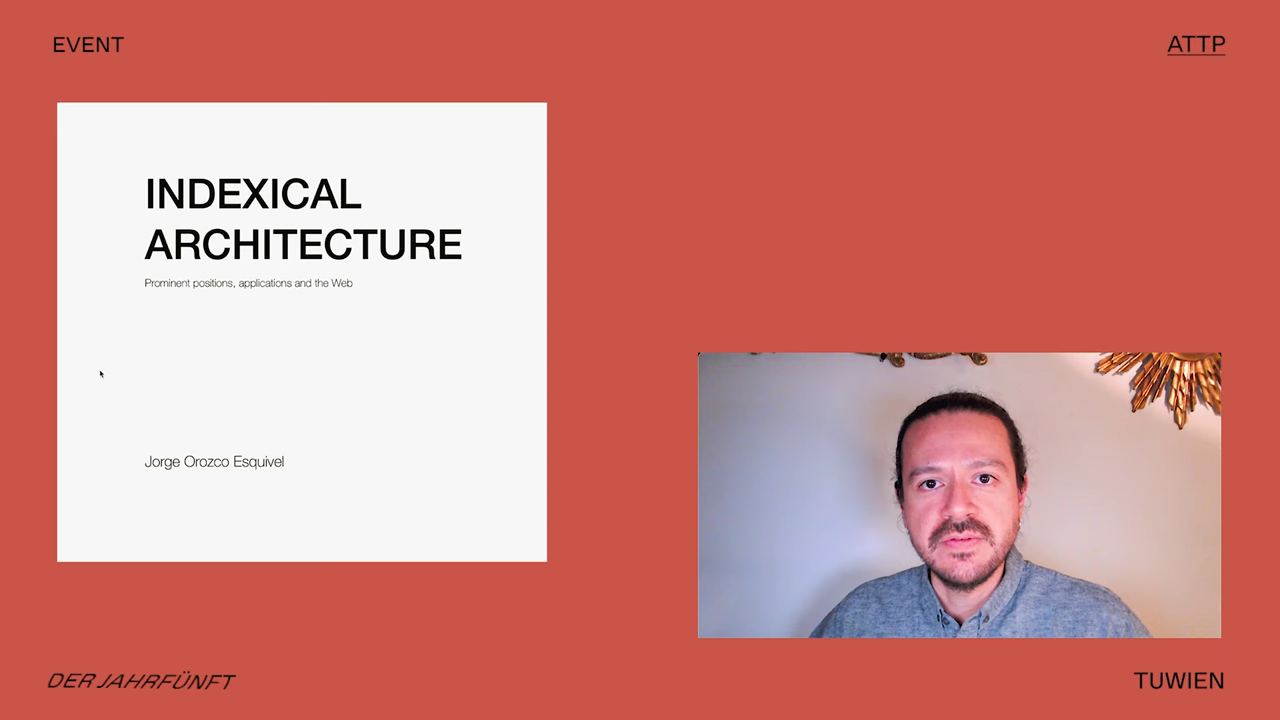 EVENT
ATTP
INDEXICAL
ARCHITECTURE
Prominent positions, applications and the Web
Jorge Orozco Esquivel
DER JAHRFÜNFT
TUWIEN